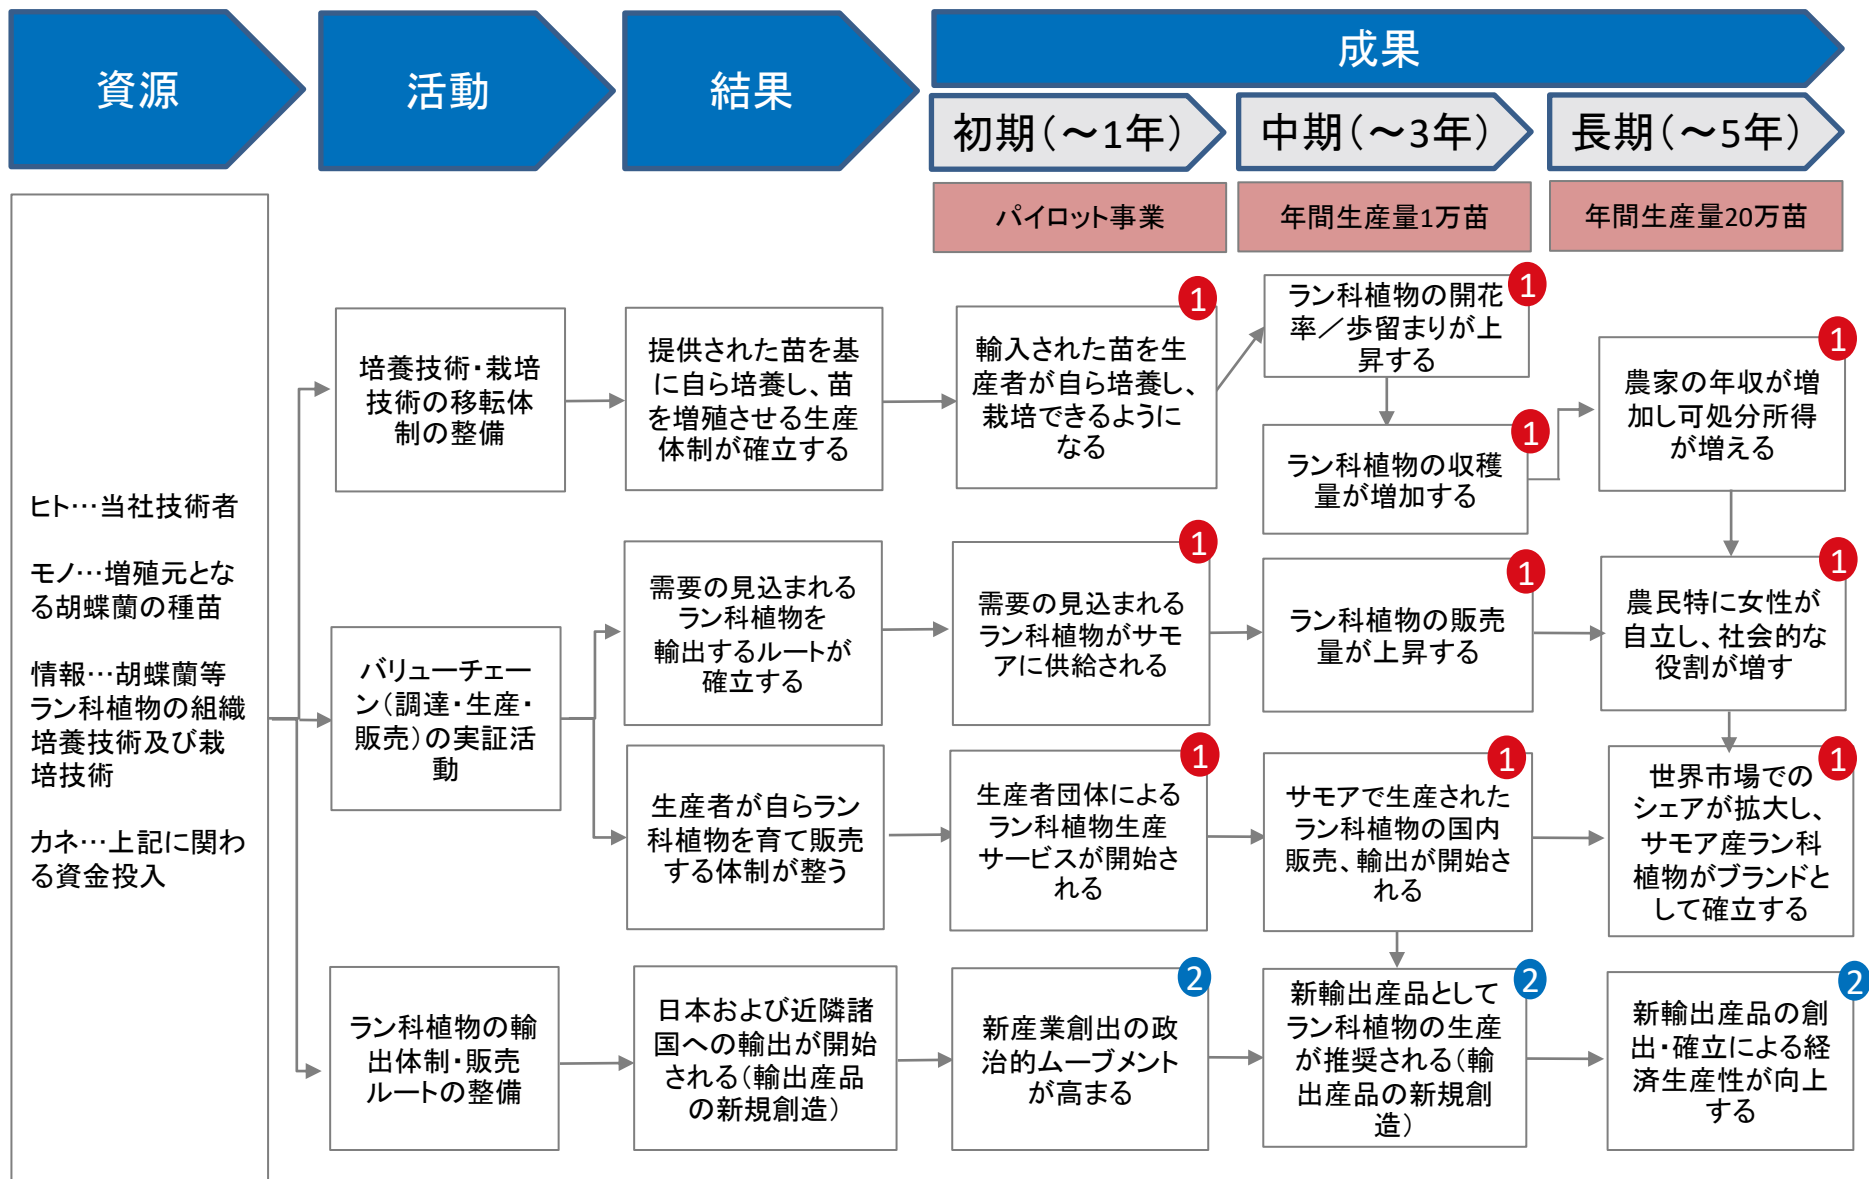 資源
活動
結果
成果
初期（～1年）
中期（～3年）
長期（～5年）
パイロット事業
年間生産量1万苗
年間生産量20万苗
ヒト…当社技術者
モノ…増殖元とな
る胡蝶蘭の種苗
情報…胡蝶蘭等
ラン科植物の組織
培養技術及び栽
培技術
カネ…上記に関わ
る資金投入
培養技術・栽培
技術の移転体
制の整備
提供された苗を基
に自ら培養し、苗
を増殖させる生産
体制が確立する
1
輸入された苗を生
産者が自ら培養し、
栽培できるように
なる
1
ラン科植物の開花
率／歩留まりが上
昇する
1
ラン科植物の収穫
量が増加する
1
農家の年収が増
加し可処分所得
が増える
バリューチェー
ン（調達・生産・
販売）の実証活
動
需要の見込まれる
ラン科植物を
輸出するルートが
確立する
1
需要の見込まれる
ラン科植物がサモ
アに供給される
1
ラン科植物の販売
量が上昇する
1
農民特に女性が
自立し、社会的な
役割が増す
生産者が自らラン
科植物を育て販売
する体制が整う
1
生産者団体による
ラン科植物生産
サービスが開始さ
れる
1
サモアで生産された
ラン科植物の国内
販売、輸出が開始さ
れる
1
世界市場での
シェアが拡大し、
サモア産ラン科
植物がブランドと
して確立する
ラン科植物の輸
出体制・販売
ルートの整備
日本および近隣諸
国への輸出が開始
される（輸出産品
の新規創造）
2
新産業創出の政
治的ムーブメント
が高まる
2
新輸出産品として
ラン科植物の生産
が推奨される（輸
出産品の新規創
造）
2
新輸出産品の創
出・確立による経
済生産性が向上
する